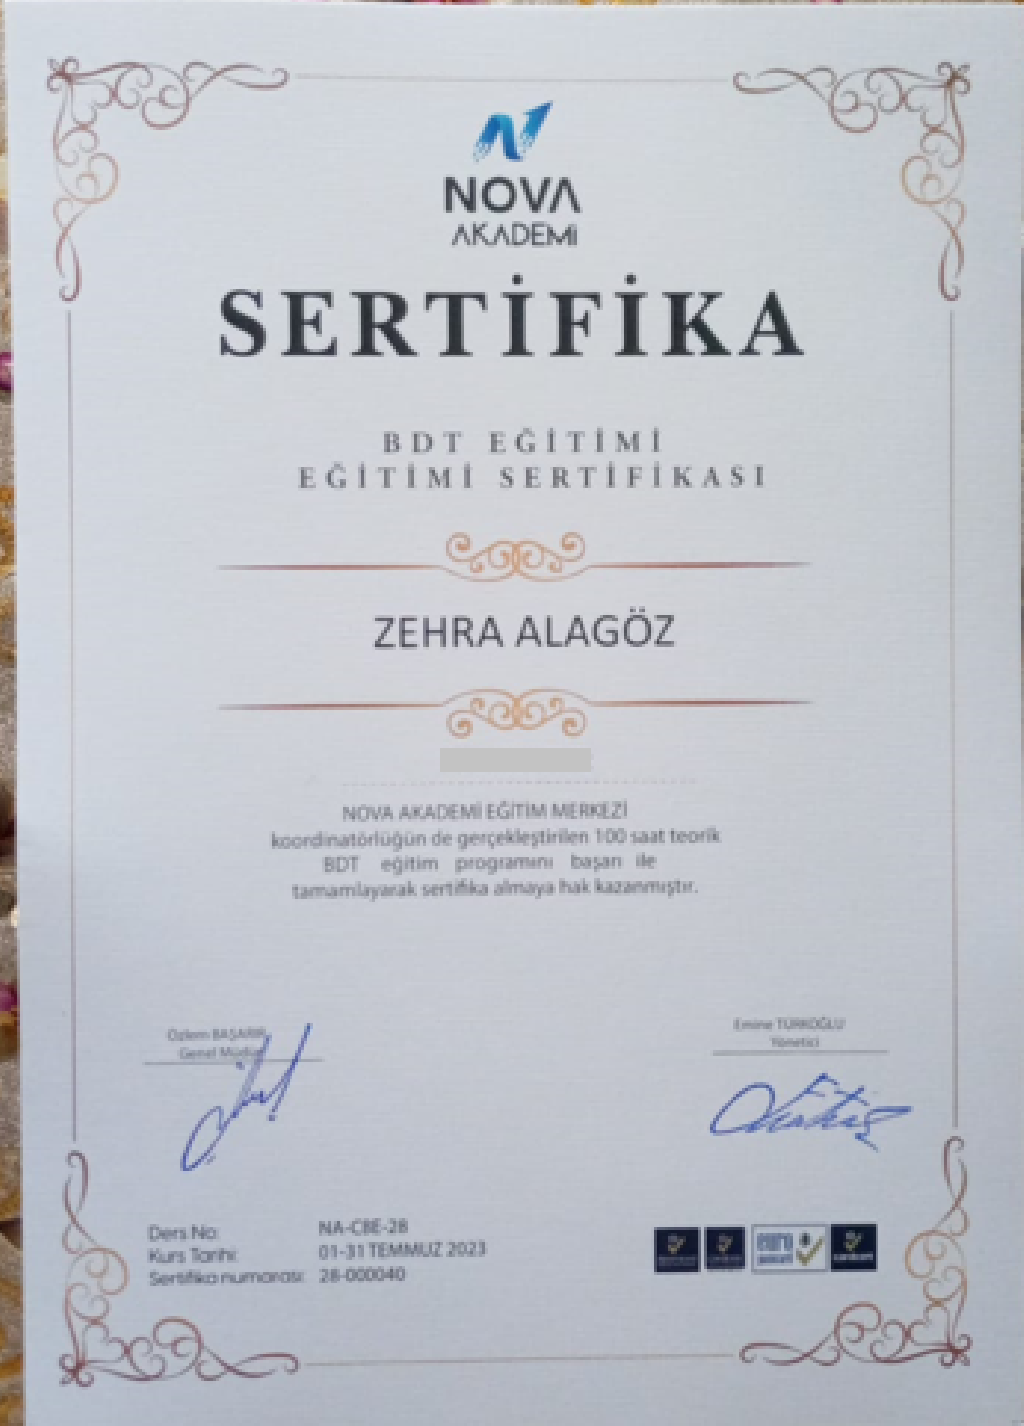 NOVA
AKADEMİ
SERTİFİKA
BDT EĞİTİMİ
EĞİTİMİ SERTİFİKASI
ZEHRA ALAGÖZ
NOVA AKADEMİ EĞİTİM MERKEZİ
koordinatörlüğün de gerçekleştirilen 100 saat teorik
BDT eğitim programını başarı ile
tamamlayarak sertifika almaya hak kazanmıştır.
Özlem BAŞARIR
Genel Müdür
Emine TÜRKOĞLU
Yönetici
Ders No: NA-CBE-28
Kurs Tarihi: 01-31 TEMMUZ 2023
Sertifika numarası: 28-000040
euro